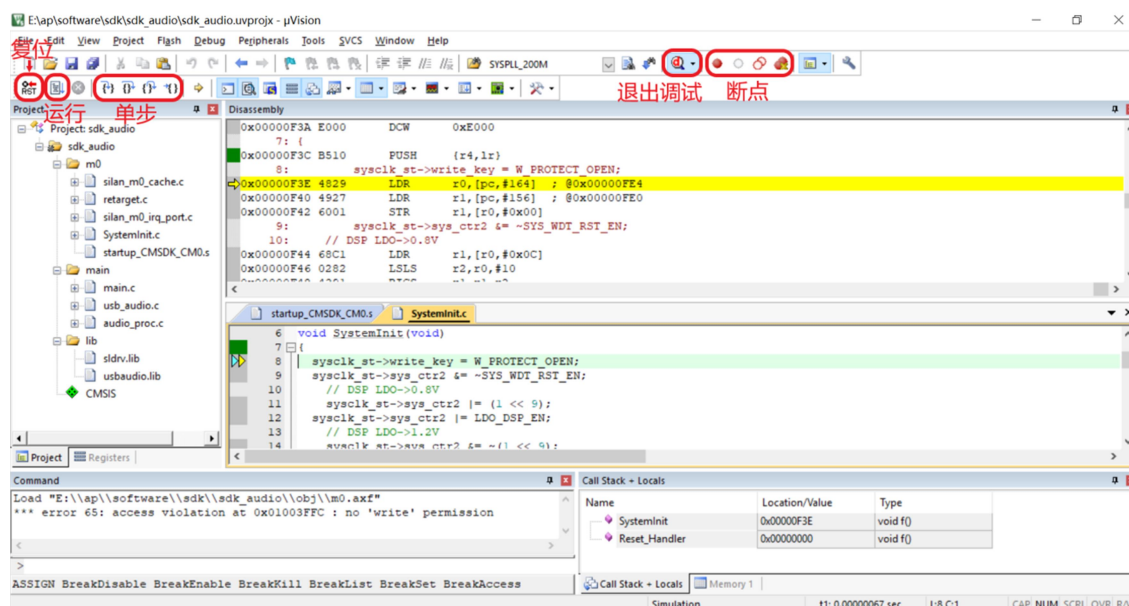 E:\ap\software\sdk\sdk_audio\sdk_audio.uvprojx - µVision
File Edit View Project Flash Debug Peripherals Tools SVCS Window Help
复位
SYSPLL_200M
RST
运行
单步
退出调试
断点
Project
Project: sdk_audio
sdk_audio
m0
silan_m0_cache.c
retarget.c
silan_m0_irq_port.c
SystemInit.c
startup_CMSDK_CM0.s
main
main.c
usb_audio.c
audio_proc.c
lib
sldrv.lib
usbaudio.lib
CMSIS
Project Registers
Disassembly
0x00000F3A E000 DCW 0xE000
7: {
0x00000F3C B510 PUSH {r4,lr}
8: sysclk_st->write_key = W_PROTECT_OPEN;
0x00000F3E 4829 LDR r0,[pc,#164] ; @0x00000FE4
0x00000F40 4927 LDR r1,[pc,#156] ; @0x00000FE0
0x00000F42 6001 STR r1,[r0,#0x00]
9: sysclk_st->sys_ctr2 &= ~SYS_WDT_RST_EN;
10: // DSP LDO->0.8V
0x00000F44 68C1 LDR r1,[r0,#0x0C]
0x00000F46 0282 LSLS r2,r0,#10
startup_CMSDK_CM0.s SystemInit.c
6 void SystemInit(void)
7 {
8 sysclk_st->write_key = W_PROTECT_OPEN;
9 sysclk_st->sys_ctr2 &= ~SYS_WDT_RST_EN;
10 // DSP LDO->0.8V
11 sysclk_st->sys_ctr2 |= (1 << 9);
12 sysclk_st->sys_ctr2 |= LDO_DSP_EN;
13 // DSP LDO->1.2V
14 sysclk_st->sys_ctr2 &= ~(1 << 9);
Command
Load "E:\\ap\\software\\sdk\\sdk_audio\\obj\\m0.axf"
*** error 65: access violation at 0x01003FFC : no 'write' permission
>
ASSIGN BreakDisable BreakEnable BreakKill BreakList BreakSet BreakAccess
Call Stack + Locals
Name Location/Value Type
SystemInit 0x00000F3E void f()
Reset_Handler 0x00000000 void f()
Call Stack + Locals Memory 1
Simulation t1: 0.00000067 sec L:8 C:1 CAP NUM SCRL OVR